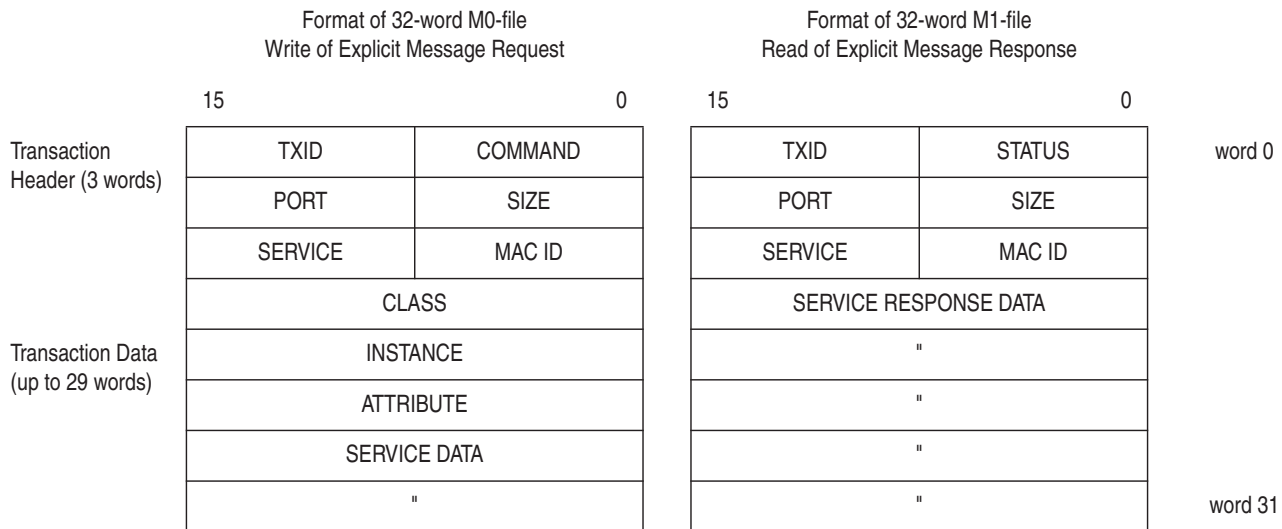 Format of 32-word M0-file
Write of Explicit Message Request
Format of 32-word M1-file
Read of Explicit Message Response
15 0 15 0
Transaction
Header (3 words)
TXID COMMAND TXID STATUS word 0
PORT SIZE PORT SIZE
SERVICE MAC ID SERVICE MAC ID
CLASS SERVICE RESPONSE DATA
Transaction Data
(up to 29 words)
INSTANCE "
ATTRIBUTE "
SERVICE DATA "
" " word 31